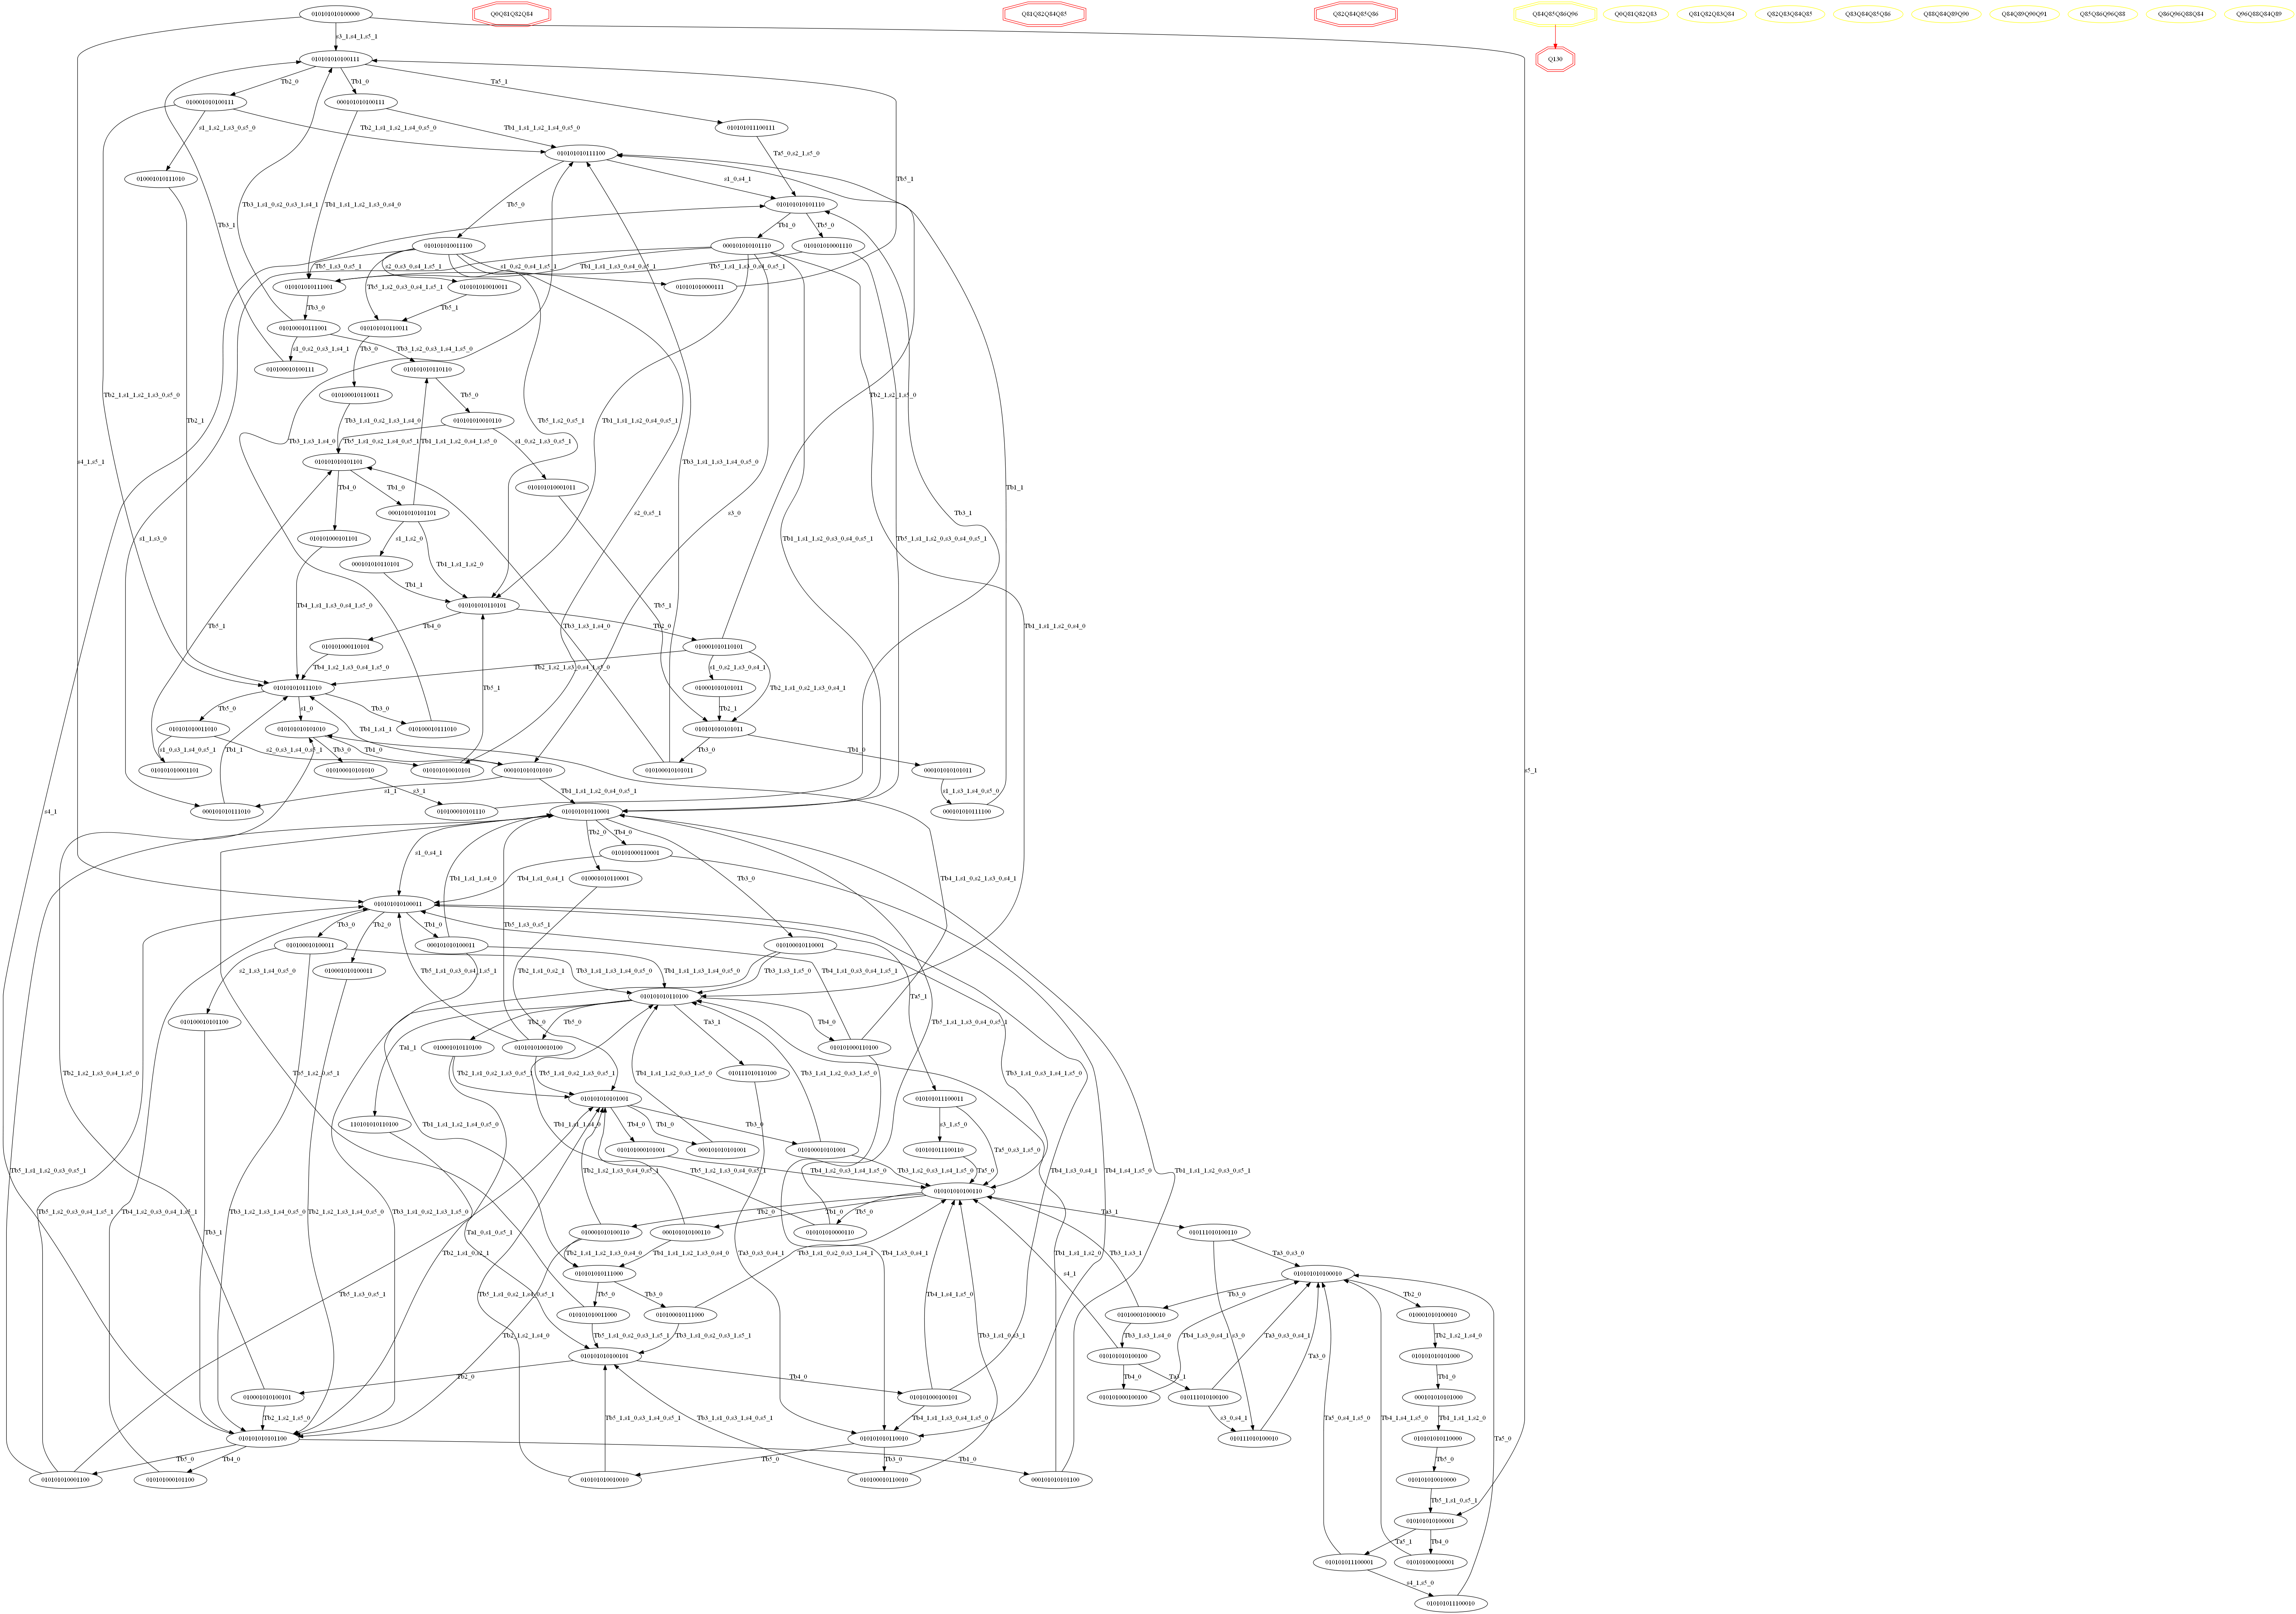 010101010100000
Q0Q81Q82Q84
Q81Q82Q84Q85
Q82Q84Q85Q86
Q84Q85Q86Q96
Q0Q81Q82Q83
Q81Q82Q83Q84
Q82Q83Q84Q85
Q83Q84Q85Q86
Q88Q84Q89Q90
Q84Q89Q90Q91
Q85Q86Q96Q88
Q86Q96Q88Q84
Q96Q88Q84Q89
s3_1,s4_1,s5_1
010101010100111
Q130
Tb2_0
Tb1_0
Ta5_1
010001010100111
000101010100111
010101011100111
s1_1,s2_1,s3_0,s5_0
Tb2_1,s1_1,s2_1,s4_0,s5_0
Tb1_1,s1_1,s2_1,s4_0,s5_0
Ta5_0,s2_1,s5_0
010101010111100
010001010111010
Tb5_1
Tb3_1,s1_0,s2_0,s3_1,s4_1
Tb1_1,s1_1,s2_1,s3_0,s4_0
s1_0,s4_1
010101010101110
Tb3_1
Tb5_0
Tb1_0
Tb5_0
010101010011100
000101010101110
010101010001110
Tb5_1,s3_0,s5_1
s2_0,s3_0,s4_1,s5_1
s1_0,s2_0,s4_1,s5_1
Tb1_1,s1_1,s3_0,s4_0,s5_1
Tb5_1,s1_1,s3_0,s4_0,s5_1
010101010111001
010101010010011
010101010000111
Tb3_0
Tb5_1,s2_0,s3_0,s4_1,s5_1
Tb5_1
010100010111001
010101010110011
s1_0,s2_0,s3_1,s4_1
Tb3_0
Tb3_1,s2_0,s3_1,s4_1,s5_0
010100010100111
010101010110110
Tb2_1,s1_1,s2_1,s3_0,s5_0
Tb5_0
Tb2_1,s2_1,s5_0
010100010110011
Tb2_1
010101010010110
Tb3_1,s1_0,s2_1,s3_1,s4_0
Tb5_1,s2_0,s5_1
Tb1_1,s1_1,s2_0,s4_0,s5_1
Tb3_1,s3_1,s4_0
Tb5_1,s1_0,s2_1,s4_0,s5_1
Tb1_1,s1_1,s2_0,s4_1,s5_0
s1_0,s2_1,s3_0,s5_1
010101010101101
s4_1,s5_1
Tb3_1,s1_1,s3_1,s4_0,s5_0
Tb1_1
s5_1
Tb4_0
Tb1_0
010101010001011
000101010101101
Tb3_1
s2_0,s5_1
s3_0
s1_1,s3_0
010101000101101
s1_1,s2_0
Tb1_1,s1_1,s2_0,s3_0,s4_0,s5_1
Tb5_1,s1_1,s2_0,s3_0,s4_0,s5_1
000101010110101
Tb1_1,s1_1,s2_0
Tb1_1
Tb5_1
010101010110101
Tb4_1,s1_1,s3_0,s4_1,s5_0
Tb5_1
Tb4_0
Tb2_0
Tb3_1,s3_1,s4_0
Tb1_1,s1_1,s2_0,s4_0
010101000110101
010001010110101
Tb4_1,s2_1,s3_0,s4_1,s5_0
Tb2_1,s2_1,s3_0,s4_1,s5_0
s1_0,s2_1,s3_0,s4_1
010101010111010
010001010101011
Tb2_1,s1_0,s2_1,s3_0,s4_1
Tb2_1
Tb5_0
s1_0
Tb3_0
Tb5_1
010101010011010
010101010101010
010100010111010
010101010101011
Tb1_1,s1_1
s1_0,s3_1,s4_0,s5_1
s2_0,s3_1,s4_0,s5_1
Tb3_0
Tb1_0
Tb3_0
Tb1_0
010101010001101
010100010101010
010101010010101
000101010101010
010100010101011
000101010101011
Tb1_1
s1_1
s3_1
Tb1_1,s1_1,s2_0,s4_0,s5_1
s1_1,s3_1,s4_0,s5_0
000101010111010
010100010101110
010101010110001
000101010111100
s4_1
s1_0,s4_1
Tb2_0
Tb4_0
010101000110001
Tb4_1,s1_0,s4_1
Tb4_1,s1_0,s2_1,s3_0,s4_1
010001010110001
Tb3_0
010101010100011
Tb3_0
Tb2_0
Tb1_0
Tb1_1,s1_1,s4_0
Tb5_1,s3_0,s5_1
010100010100011
000101010100011
010100010110001
s2_1,s3_1,s4_0,s5_0
010001010100011
Tb3_1,s1_1,s3_1,s4_0,s5_0
Tb5_1,s1_0,s3_0,s4_1,s5_1
Tb1_1,s1_1,s3_1,s4_0,s5_0
Tb2_1,s1_0,s2_1
Tb3_1,s3_1,s5_0
Tb4_1,s1_0,s3_0,s4_1,s5_1
Ta5_1
010101010110100
010100010101100
Tb2_0
Tb5_0
Tb4_0
Tb5_1,s1_1,s3_0,s4_0,s5_1
Tb3_1,s1_0,s3_1,s4_1,s5_0
Ta1_1
Ta3_1
010001010110100
010101010010100
010101000110100
Tb2_1,s2_1,s3_0,s4_1,s5_0
Tb5_1,s2_0,s5_1
Tb2_1,s1_0,s2_1,s3_0,s5_1
Tb5_1,s1_0,s2_1,s3_0,s5_1
Tb1_1,s1_1,s2_0,s3_1,s5_0
010111010110100
Tb3_1,s1_1,s2_0,s3_1,s5_0
Tb4_1,s2_0,s3_0,s4_1,s5_1
010101010101001
010101011100011
110101010110100
Tb1_1,s1_1,s2_1,s4_0,s5_0
Tb1_1,s1_1,s4_0
Tb4_0
Tb1_0
Tb3_0
s3_1,s5_0
Ta5_0,s3_1,s5_0
010101000101001
000101010101001
010100010101001
010101011100110
Tb5_1,s1_1,s2_0,s3_0,s5_1
Tb5_1,s2_0,s3_0,s4_1,s5_1
Tb3_1
Tb3_1,s2_1,s3_1,s4_0,s5_0
Tb2_1,s2_1,s3_1,s4_0,s5_0
Tb3_1,s1_0,s2_1,s3_1,s5_0
Tb2_1,s2_1,s3_0,s4_0,s5_1
Tb5_1,s2_1,s3_0,s4_0,s5_1
Tb4_1,s2_0,s3_1,s4_1,s5_0
Tb3_1,s2_0,s3_1,s4_1,s5_0
Ta5_0
Tb4_1,s3_0,s4_1
Tb4_1,s4_1,s5_0
Tb1_1,s1_1,s2_0,s3_0,s5_1
010101010100110
Tb2_0
Tb1_0
Tb5_0
Ta3_1
010001010100110
000101010100110
010101010000110
010111010100110
Ta1_0,s1_0,s5_1
Tb2_1,s1_0,s2_1
Tb2_1,s1_1,s2_1,s3_0,s4_0
Tb1_1,s1_1,s2_1,s3_0,s4_0
Ta3_0,s3_0,s4_1
Tb3_1,s1_0,s2_0,s3_1,s4_1
Tb4_1,s3_0,s4_1
Tb1_1,s1_1,s2_0
Tb3_1,s3_1
Ta3_0,s3_0
010101010111000
010101010100010
Tb5_1,s3_0,s5_1
Tb5_1,s1_0,s2_1,s4_0,s5_1
Tb2_1,s2_1,s4_0
Tb5_0
Tb3_0
Tb4_1,s4_1,s5_0
s4_1
Tb3_0
Tb2_0
010101010011000
010100010111000
010100010100010
010001010100010
Tb5_1,s1_0,s2_0,s3_1,s5_1
Tb3_1,s1_0,s2_0,s3_1,s5_1
Tb3_1,s1_0,s3_1
Tb3_1,s3_1,s4_0
Tb4_1,s3_0,s4_1
s3_0
Ta3_0,s3_0,s4_1
Tb2_1,s2_1,s4_0
010101010100101
010101010100100
010101010101000
Tb2_0
Tb4_0
Tb4_0
Ta3_1
Ta3_0
Tb1_0
010001010100101
010101000100101
010101000100100
010111010100100
000101010101000
Tb2_1,s2_1,s5_0
Tb4_1,s1_1,s3_0,s4_1,s5_0
s3_0,s4_1
Tb1_1,s1_1,s2_0
010101010101100
010101010110010
010111010100010
010101010110000
Tb5_0
Tb4_0
Tb5_1,s1_0,s3_1,s4_0,s5_1
Tb3_1,s1_0,s3_1,s4_0,s5_1
Tb5_0
Tb3_0
Tb1_0
Ta5_0,s4_1,s5_0
Tb4_1,s4_1,s5_0
Ta5_0
Tb5_0
010101010001100
010101000101100
010101010010010
010100010110010
000101010101100
010101010010000
Tb5_1,s1_0,s5_1
010101010100001
Ta5_1
Tb4_0
010101011100001
010101000100001
s4_1,s5_0
010101011100010